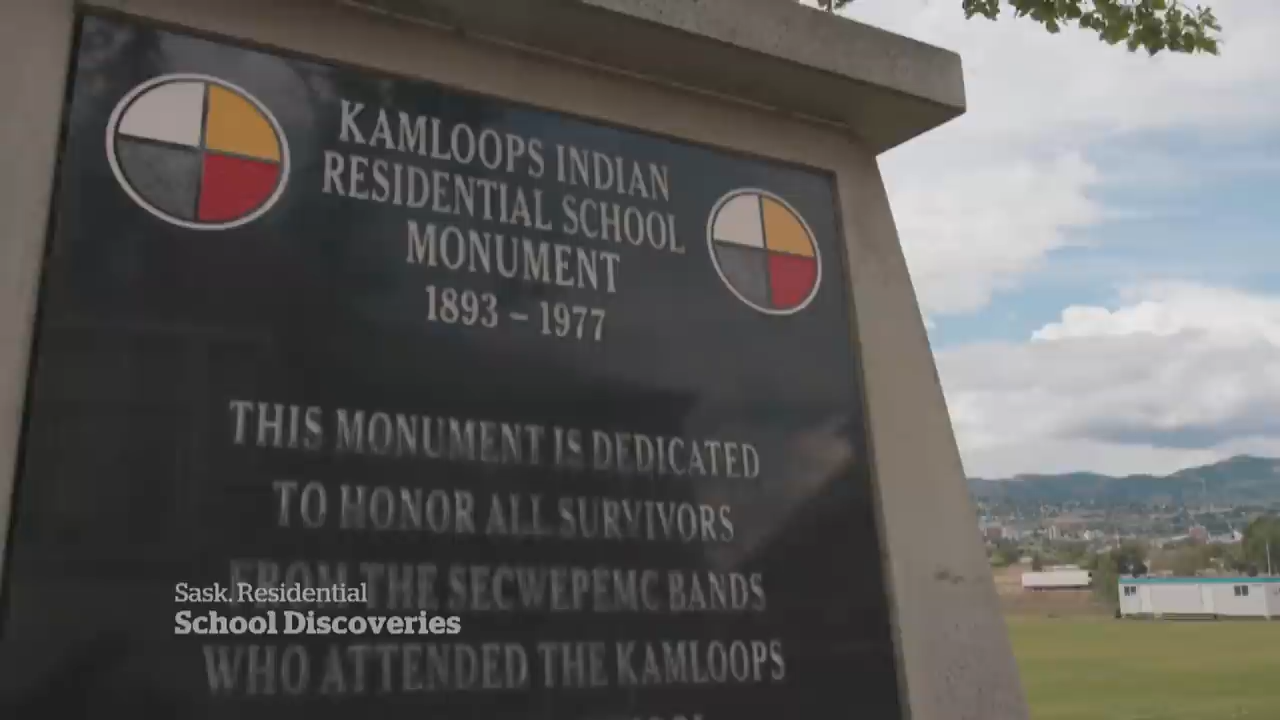 KAMLOOPS INDIAN
RESIDENTIAL SCHOOL
MONUMENT
1893 – 1977
THIS MONUMENT IS DEDICATED
TO HONOR ALL SURVIVORS
FROM THE SECWEPEMC BANDS
Sask. Residential
School Discoveries
WHO ATTENDED THE KAMLOOPS